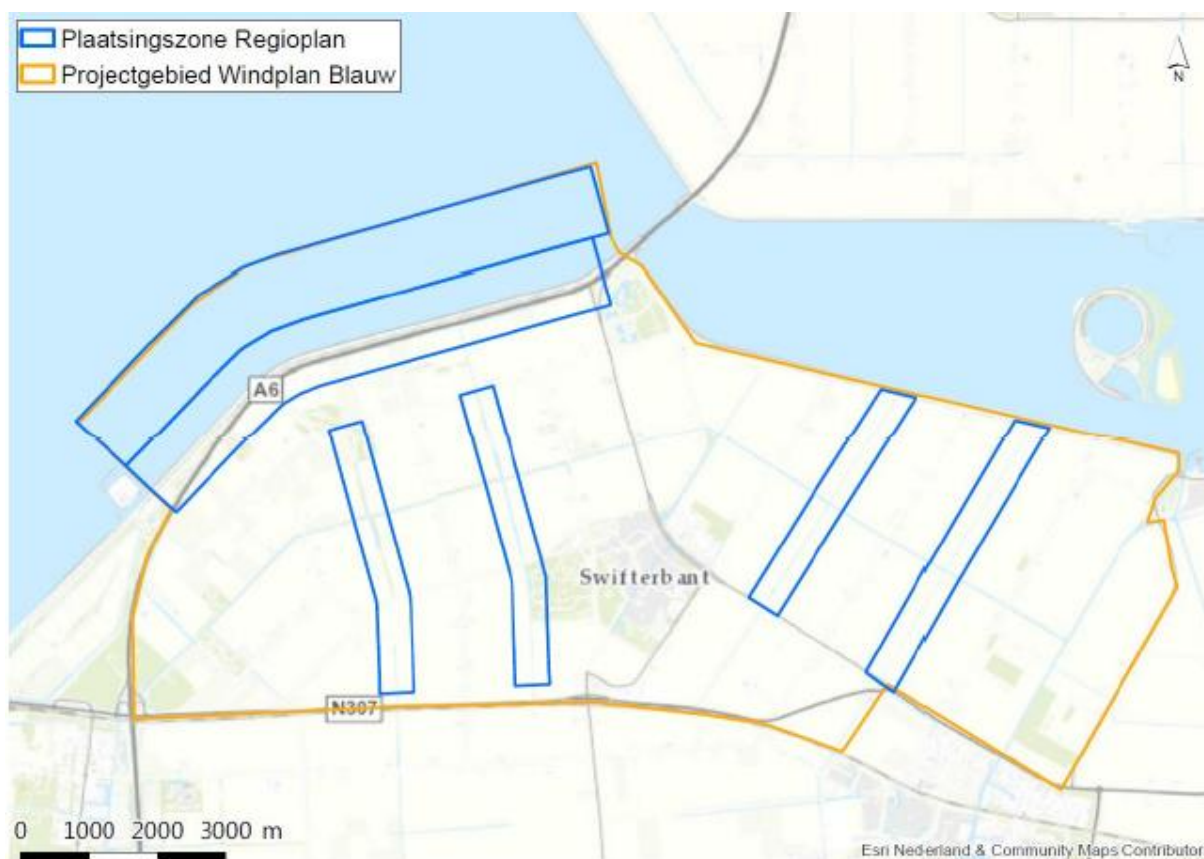 Plaatsingszone Regioplan
Projectgebied Windplan Blauw
N
A6
Swifterbant
N307
0 1000 2000 3000 m
Esri Nederland & Community Maps Contributor